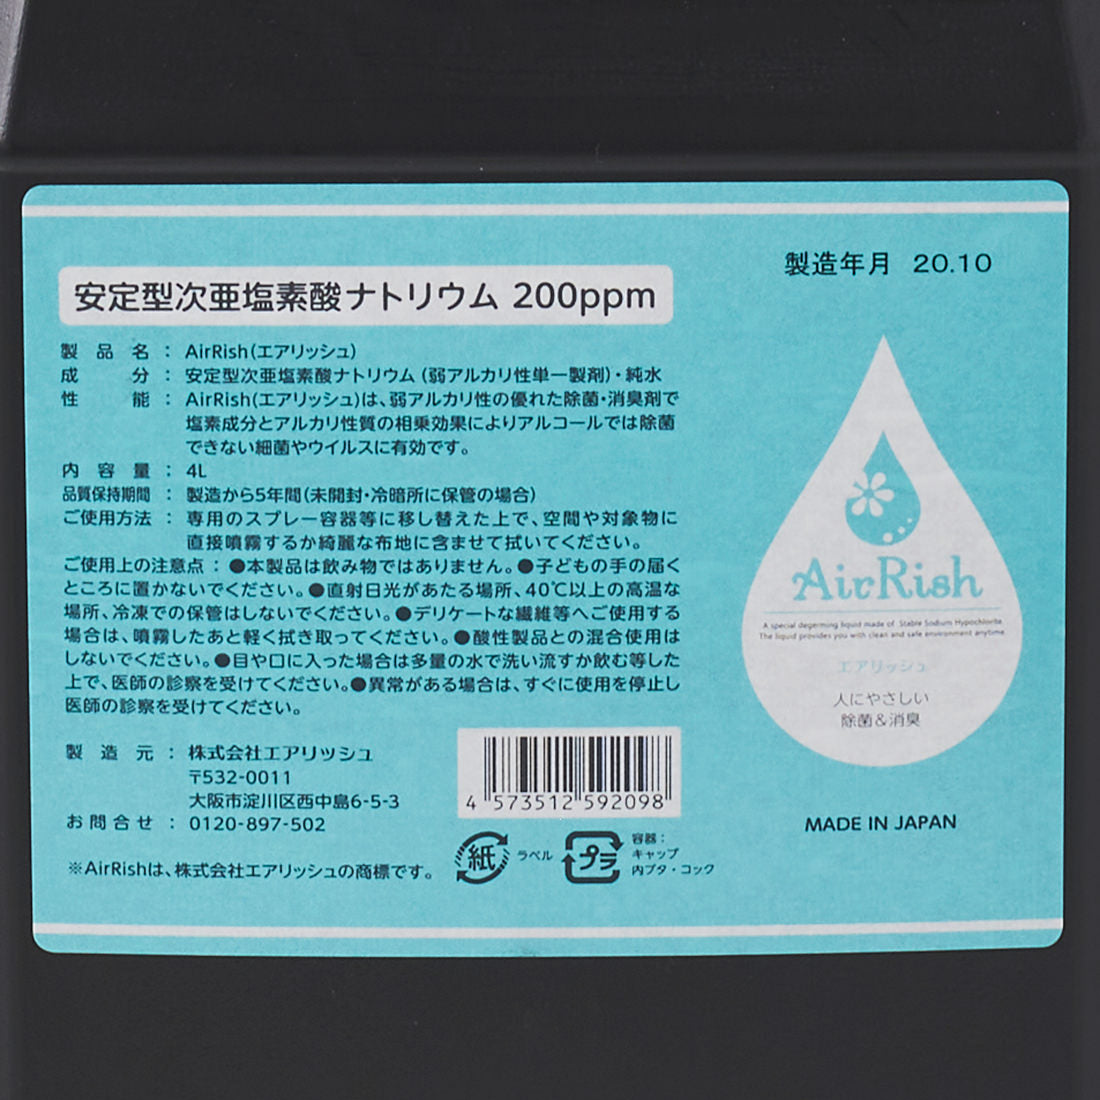 製造年月 20.10
安定型次亜塩素酸ナトリウム 200ppm
製品名：AirRish(エアリッシュ)
成分：安定型次亜塩素酸ナトリウム（弱アルカリ性単一製剤）・純水
性能：AirRish(エアリッシュ)は、弱アルカリ性の優れた除菌・消臭剤で
塩素成分とアルカリ性質の相乗効果によりアルコールでは除菌
できない細菌やウイルスに有効です。
内容量：4L
品質保持期間：製造から5年間（未開封・冷暗所に保管の場合）
ご使用方法：専用のスプレー容器等に移し替えた上で、空間や対象物に
直接噴霧するか綺麗な布地に含ませて拭いてください。
ご使用上の注意点：●本製品は飲み物ではありません。●子どもの手の届く
ところに置かないでください。●直射日光があたる場所、40℃以上の高温な
場所、冷凍での保管はしないでください。●デリケートな繊維等へご使用する
場合は、噴霧したあと軽く拭き取ってください。●酸性製品との混合使用は
しないでください。●目や口に入った場合は多量の水で洗い流すか飲む等した
上で、医師の診察を受けてください。●異常がある場合は、すぐに使用を停止し
医師の診察を受けてください。
製造元：株式会社エアリッシュ
〒532-0011
大阪市淀川区西中島6-5-3
お問合せ：0120-897-502
※AirRishは、株式会社エアリッシュの商標です。
4 573512 592098
紙 ラベル
プラ 容器：
キャップ
内ブタ・コック
AirRish
A special degerming liquid made of Stable Sodium Hypochlorite.
The liquid provides you with clean and safe environment anytime.
エアリッシュ
人にやさしい
除菌＆消臭
MADE IN JAPAN